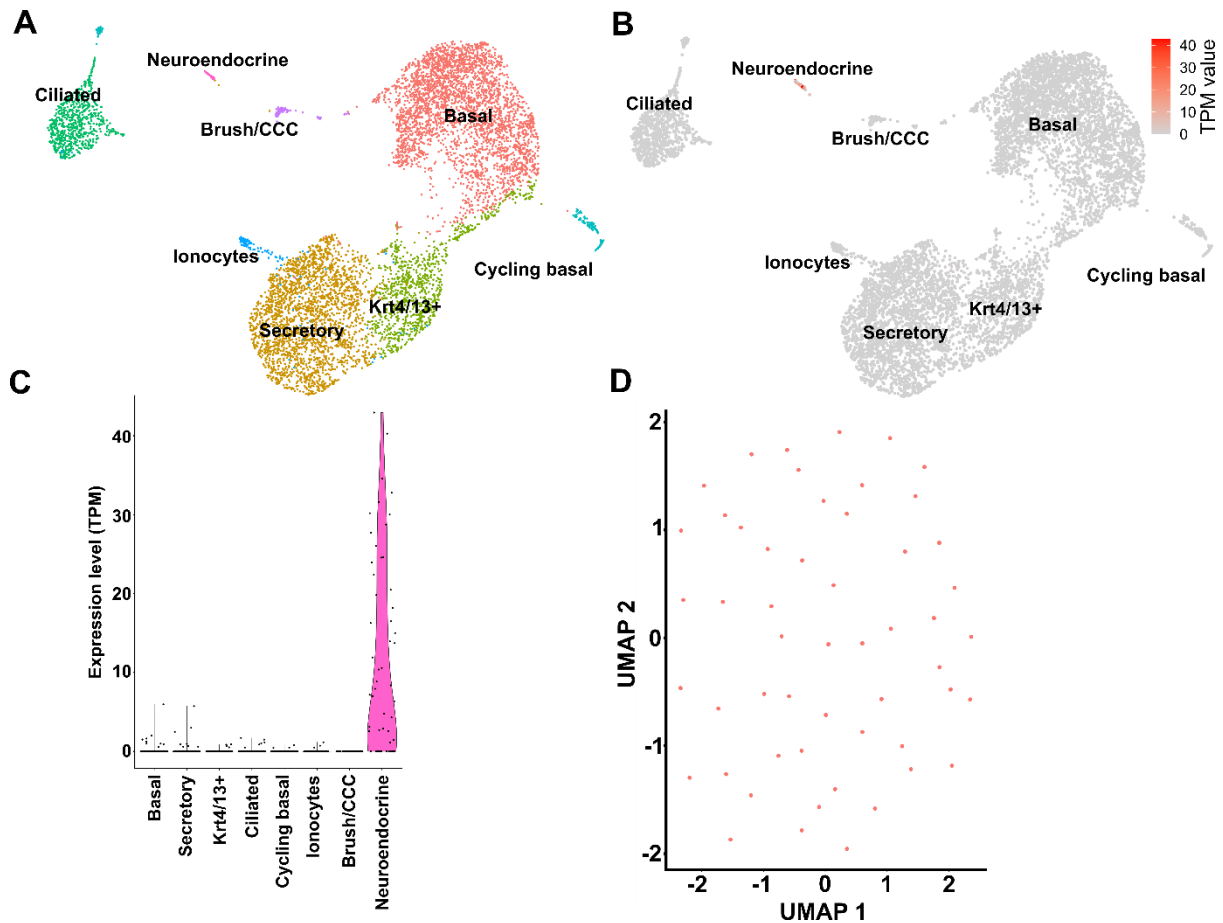 A
Neuroendocrine
Ciliated
Brush/CCC
Basal
Ionocytes
Cycling basal
Krt4/13+
Secretory
B
40
30
20
10
0
TPM value
Neuroendocrine
Ciliated
Brush/CCC
Basal
Ionocytes
Cycling basal
Krt4/13+
Secretory
C
Expression level (TPM)
40
30
20
10
0
Basal
Secretory
Krt4/13+
Ciliated
Cycling basal
Ionocytes
Brush/CCC
Neuroendocrine
D
UMAP 2
2
1
0
-1
-2
-2 -1 0 1 2
UMAP 1